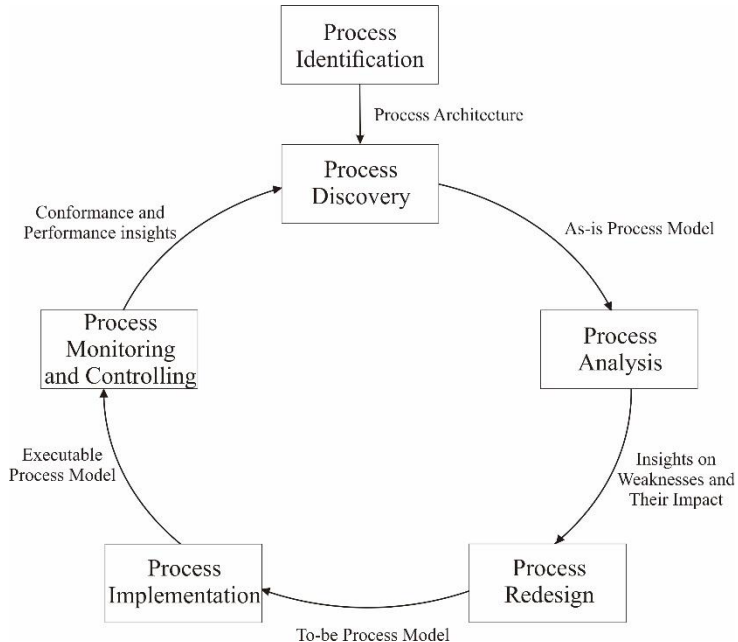 Process
Identification
Process Architecture
Process
Discovery
Conformance and
Performance insights
As-is Process Model
Process
Monitoring
and Controlling
Process
Analysis
Executable
Process Model
Insights on
Weaknesses and
Their Impact
Process
Implementation
Process
Redesign
To-be Process Model